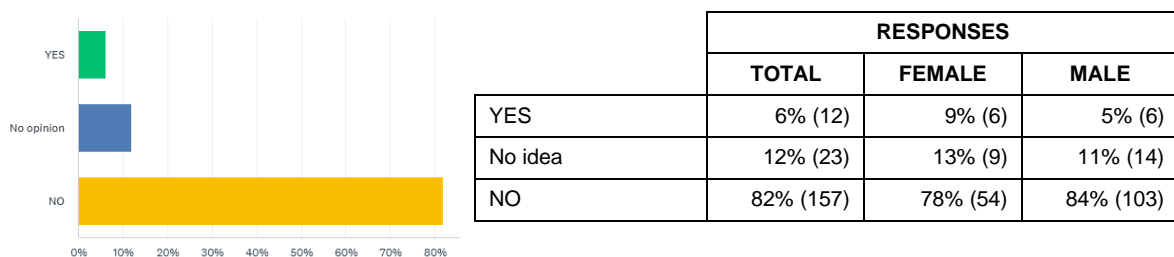 YES
No opinion
NO
0% 10% 20% 30% 40% 50% 60% 70% 80%
RESPONSES
TOTAL FEMALE MALE
YES 6% (12) 9% (6) 5% (6)
No idea 12% (23) 13% (9) 11% (14)
NO 82% (157) 78% (54) 84% (103)